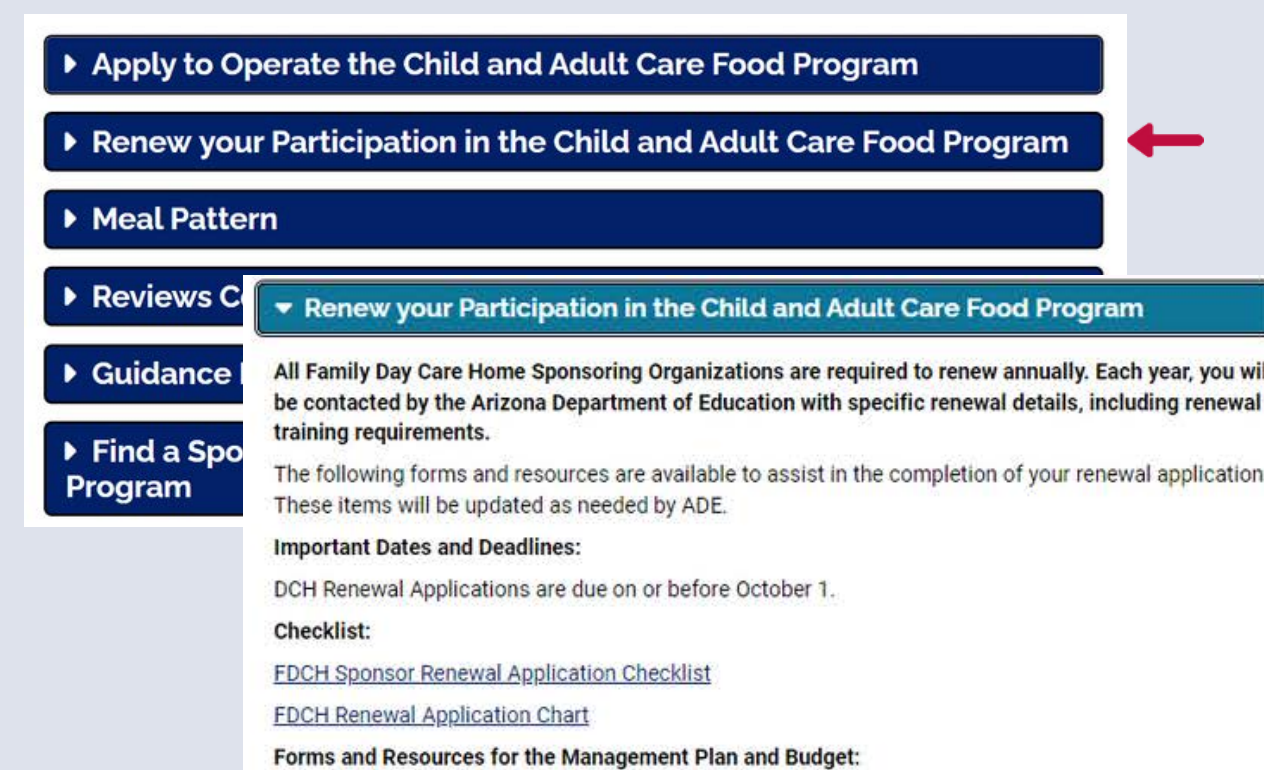 Apply to Operate the Child and Adult Care Food Program
Renew your Participation in the Child and Adult Care Food Program
Meal Pattern
Reviews
Guidance
Find a
Program
Renew your Participation in the Child and Adult Care Food Program
All Family Day Care Home Sponsoring Organizations are required to renew annually. Each year, you
be contacted by the Arizona Department of Education with specific renewal details, including renewal
training requirements.
The following forms and resources are available to assist in the completion of your renewal application
These items will be updated as needed by ADE.
Important Dates and Deadlines:
DCH Renewal Applications are due on or before October 1.
Checklist:
FDCH Sponsor Renewal Application Checklist
FDCH Renewal Application Chart
Forms and Resources for the Management Plan and Budget: